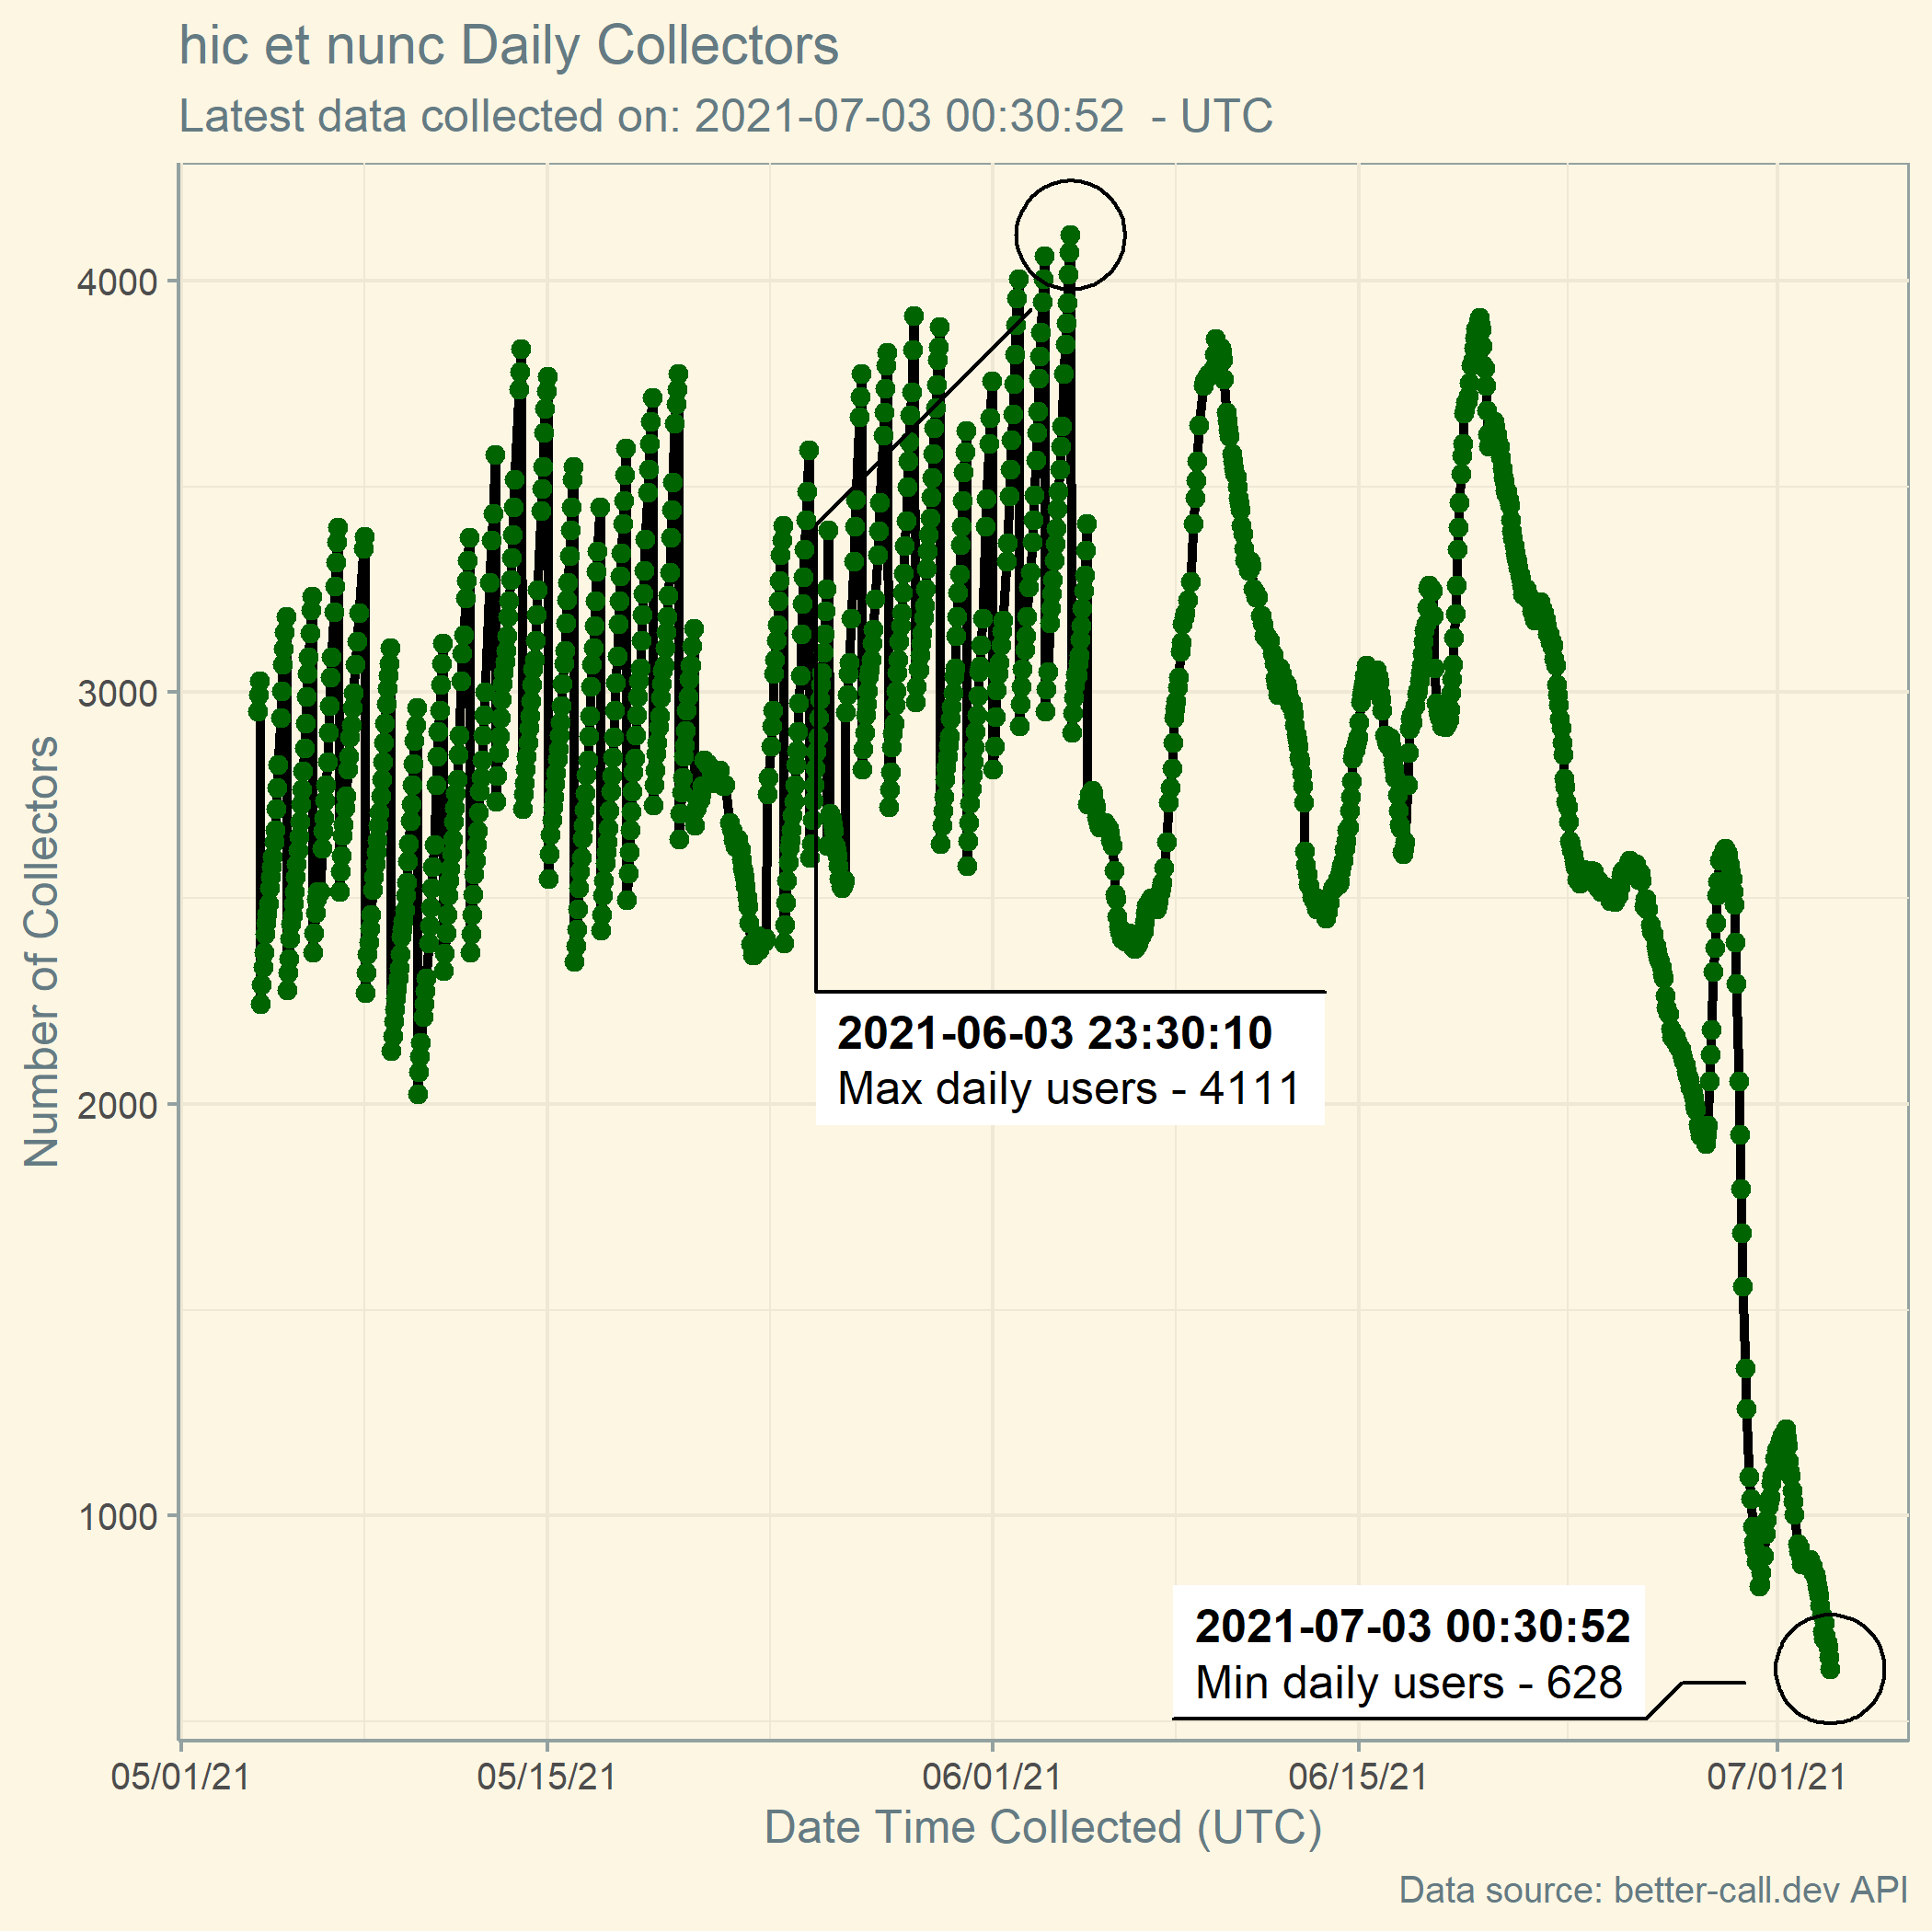 hic et nunc Daily Collectors
Latest data collected on: 2021-07-03 00:30:52  - UTC
Number of Collectors
4000
3000
2000
1000
2021-06-03 23:30:10
Max daily users - 4111
2021-07-03 00:30:52
Min daily users - 628
05/01/21
05/15/21
06/01/21
06/15/21
07/01/21
Date Time Collected (UTC)
Data source: better-call.dev API